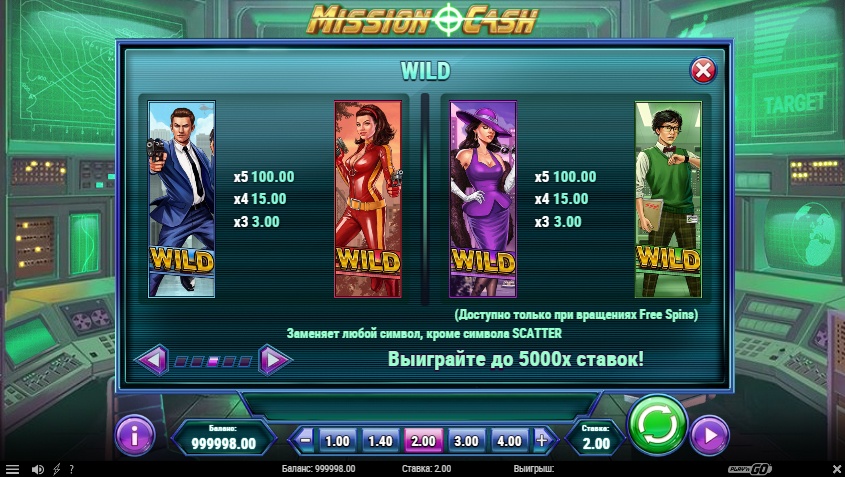 MISSION CASH
WILD
TARGET
x5 100.00
x4 15.00
x3 3.00
x5 100.00
x4 15.00
x3 3.00
WILD
WILD
WILD
WILD
(Доступно только при вращениях Free Spins)
Заменяет любой символ, кроме символа SCATTER
Выиграйте до 5000x ставок!
Баланс:
999998.00
1.00 1.40 2.00 3.00 4.00
Ставка:
2.00
Баланс: 999998.00 Ставка: 2.00 Выигрыш:
PLAY'N GO